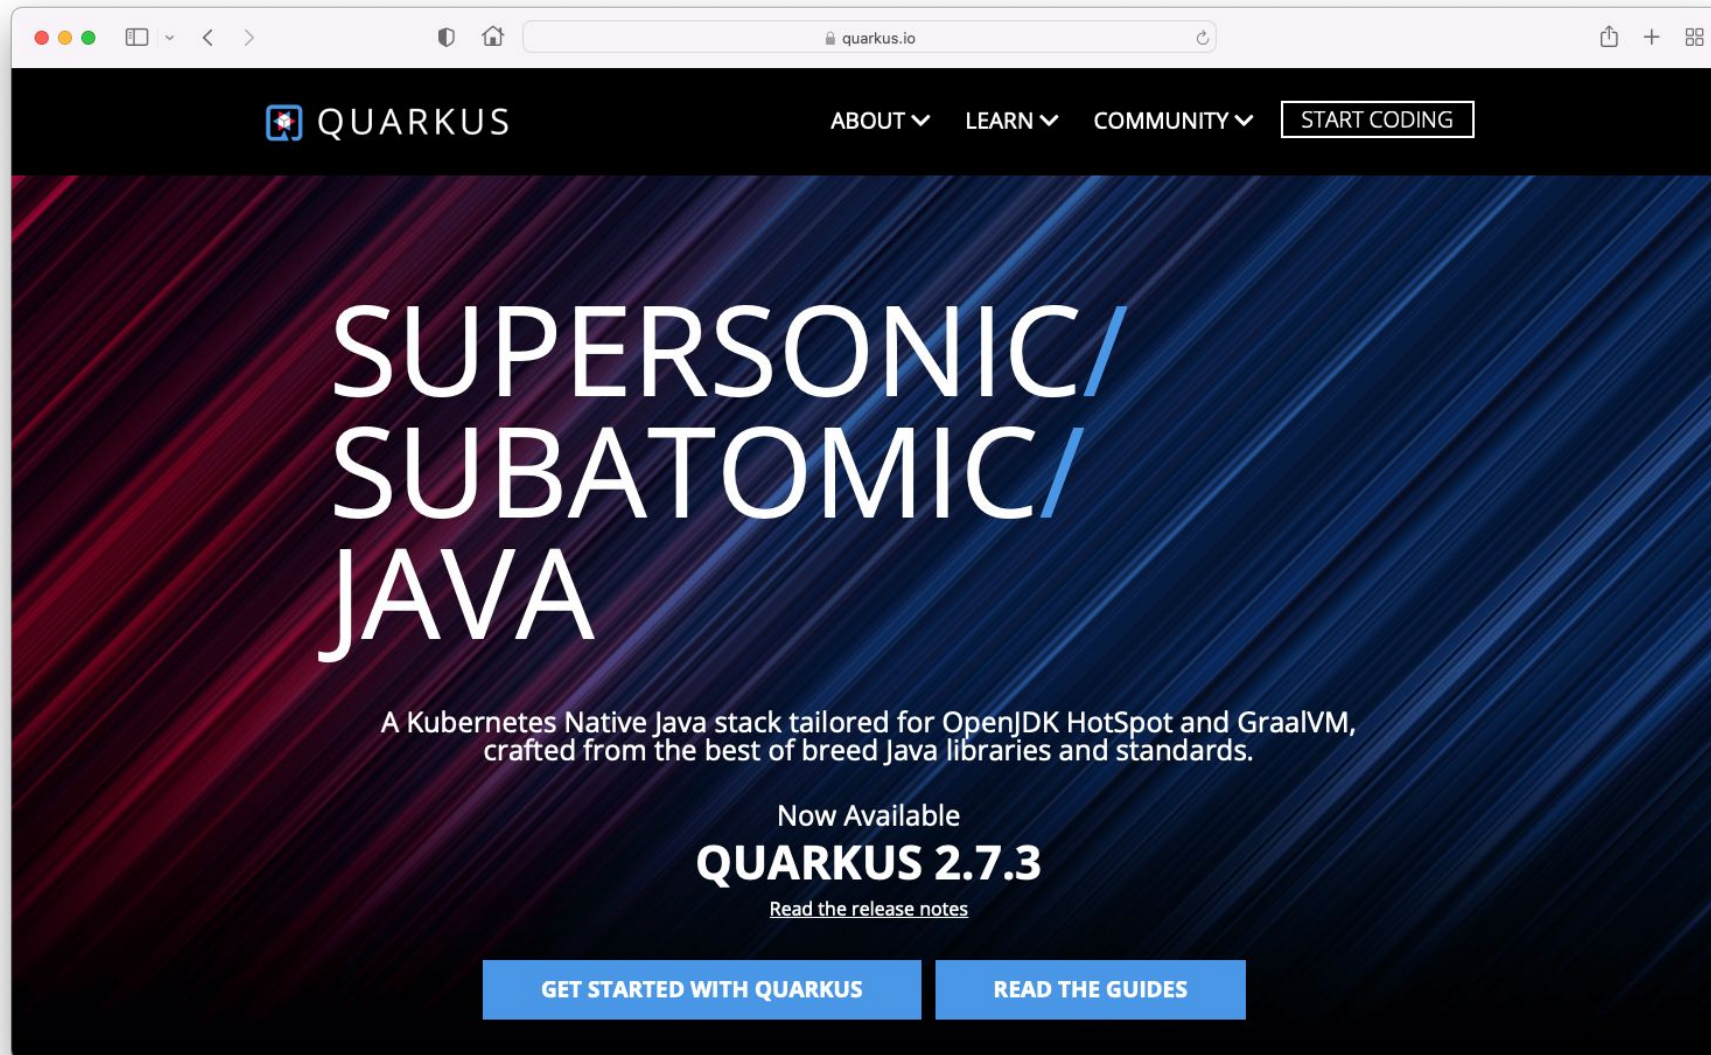 quarkus.io
QUARKUS
ABOUT
LEARN
COMMUNITY
START CODING
SUPERSONIC/
SUBATOMIC/
JAVA
A Kubernetes Native Java stack tailored for OpenJDK HotSpot and GraalVM,
crafted from the best of breed Java libraries and standards.
Now Available
QUARKUS 2.7.3
Read the release notes
GET STARTED WITH QUARKUS
READ THE GUIDES